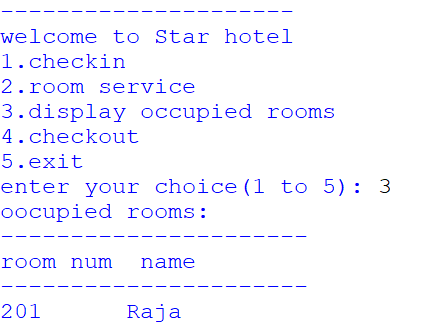 ---------------------
welcome to Star hotel
1.checkin
2.room service
3.display occupied rooms
4.checkout
5.exit
enter your choice(1 to 5): 3
oocupied rooms:
----------------------
room num  name
----------------------
201      Raja